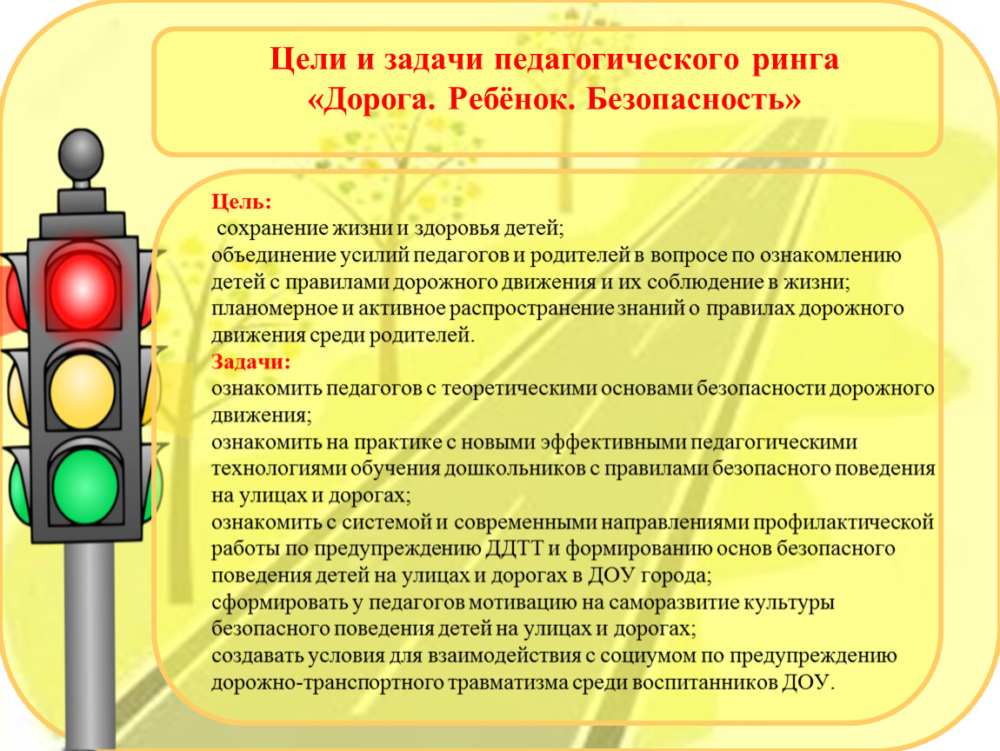 Цели и задачи педагогического ринга
«Дорога. Ребёнок. Безопасность»
Цель:
сохранение жизни и здоровья детей;
объединение усилий педагогов и родителей в вопросе по ознакомлению
детей с правилами дорожного движения и их соблюдение в жизни;
планомерное и активное распространение знаний о правилах дорожного
движения среди родителей.
Задачи:
ознакомить педагогов с теоретическими основами безопасности дорожного
движения;
ознакомить на практике с новыми эффективными педагогическими
технологиями обучения дошкольников с правилами безопасного поведения
на улицах и дорогах;
ознакомить с системой и современными направлениями профилактической
работы по предупреждению ДДТТ и формированию основ безопасного
поведения детей на улицах и дорогах в ДОУ города;
сформировать у педагогов мотивацию на саморазвитие культуры
безопасного поведения детей на улицах и дорогах;
создавать условия для взаимодействия с социумом по предупреждению
дорожно-транспортного травматизма среди воспитанников ДОУ.